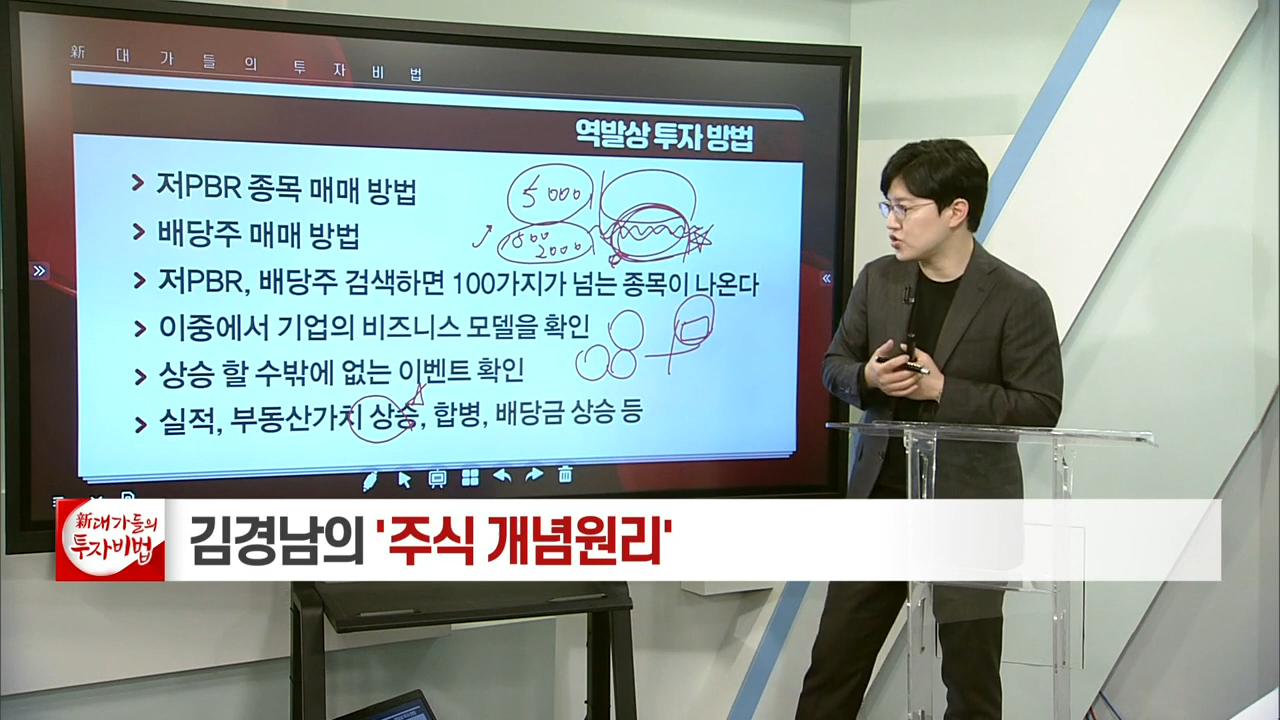 新 대 가 들 의 투 자 비 법
역발상 투자 방법
저PBR 종목 매매 방법
5000
배당주 매매 방법
1500
2000
저PBR, 배당주 검색하면 100가지가 넘는 종목이 나온다
이중에서 기업의 비즈니스 모델을 확인
상승 할 수밖에 없는 이벤트 확인
실적, 부동산가치 상승, 합병, 배당금 상승 등
新대가들의
투자비법
김경남의 '주식 개념원리'